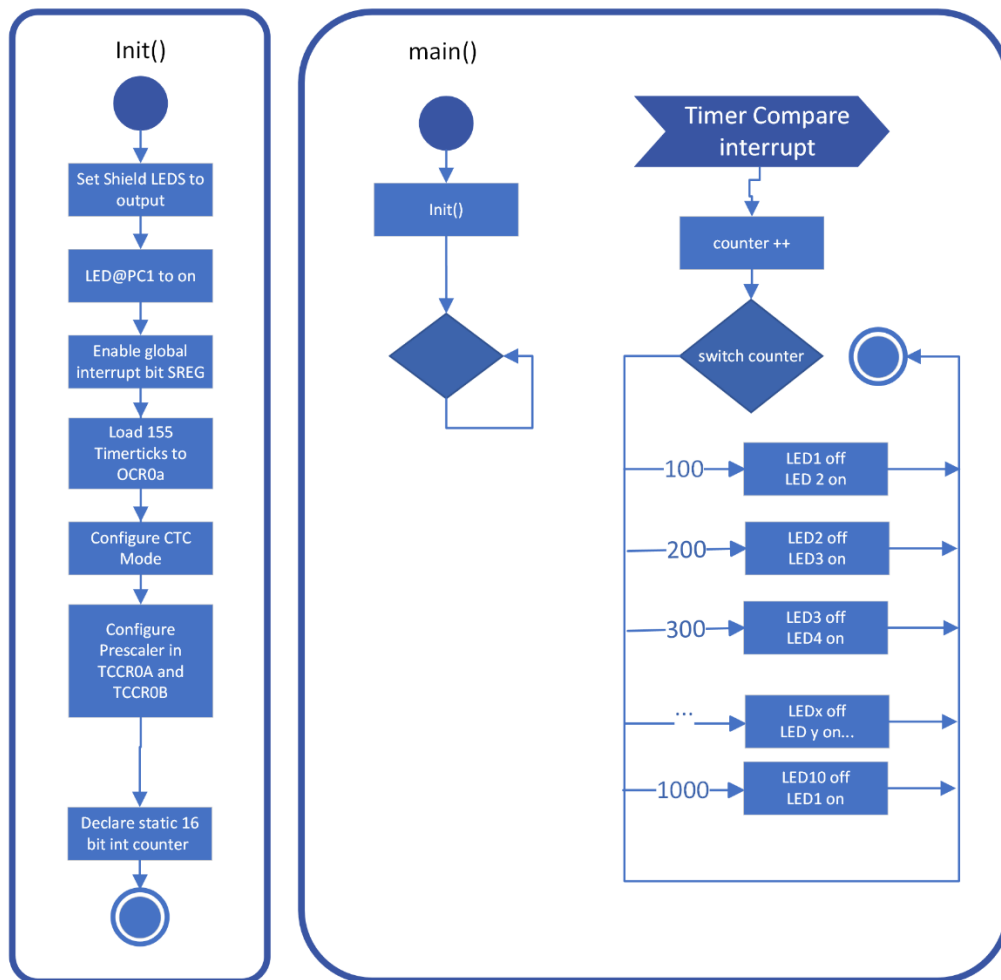 Init()
Set Shield LEDS to
output
LED@PC1 to on
Enable global
interrupt bit SREG
Load 155
Timerticks to
OCR0a
Configure CTC
Mode
Configure
Prescaler in
TCCR0A and
TCCR0B
Declare static 16
bit int counter
main()
Init()
Timer Compare
interrupt
counter ++
switch counter
100
LED1 off
LED 2 on
200
LED2 off
LED3 on
300
LED3 off
LED4 on
...
LEDx off
LED y on...
1000
LED10 off
LED1 on